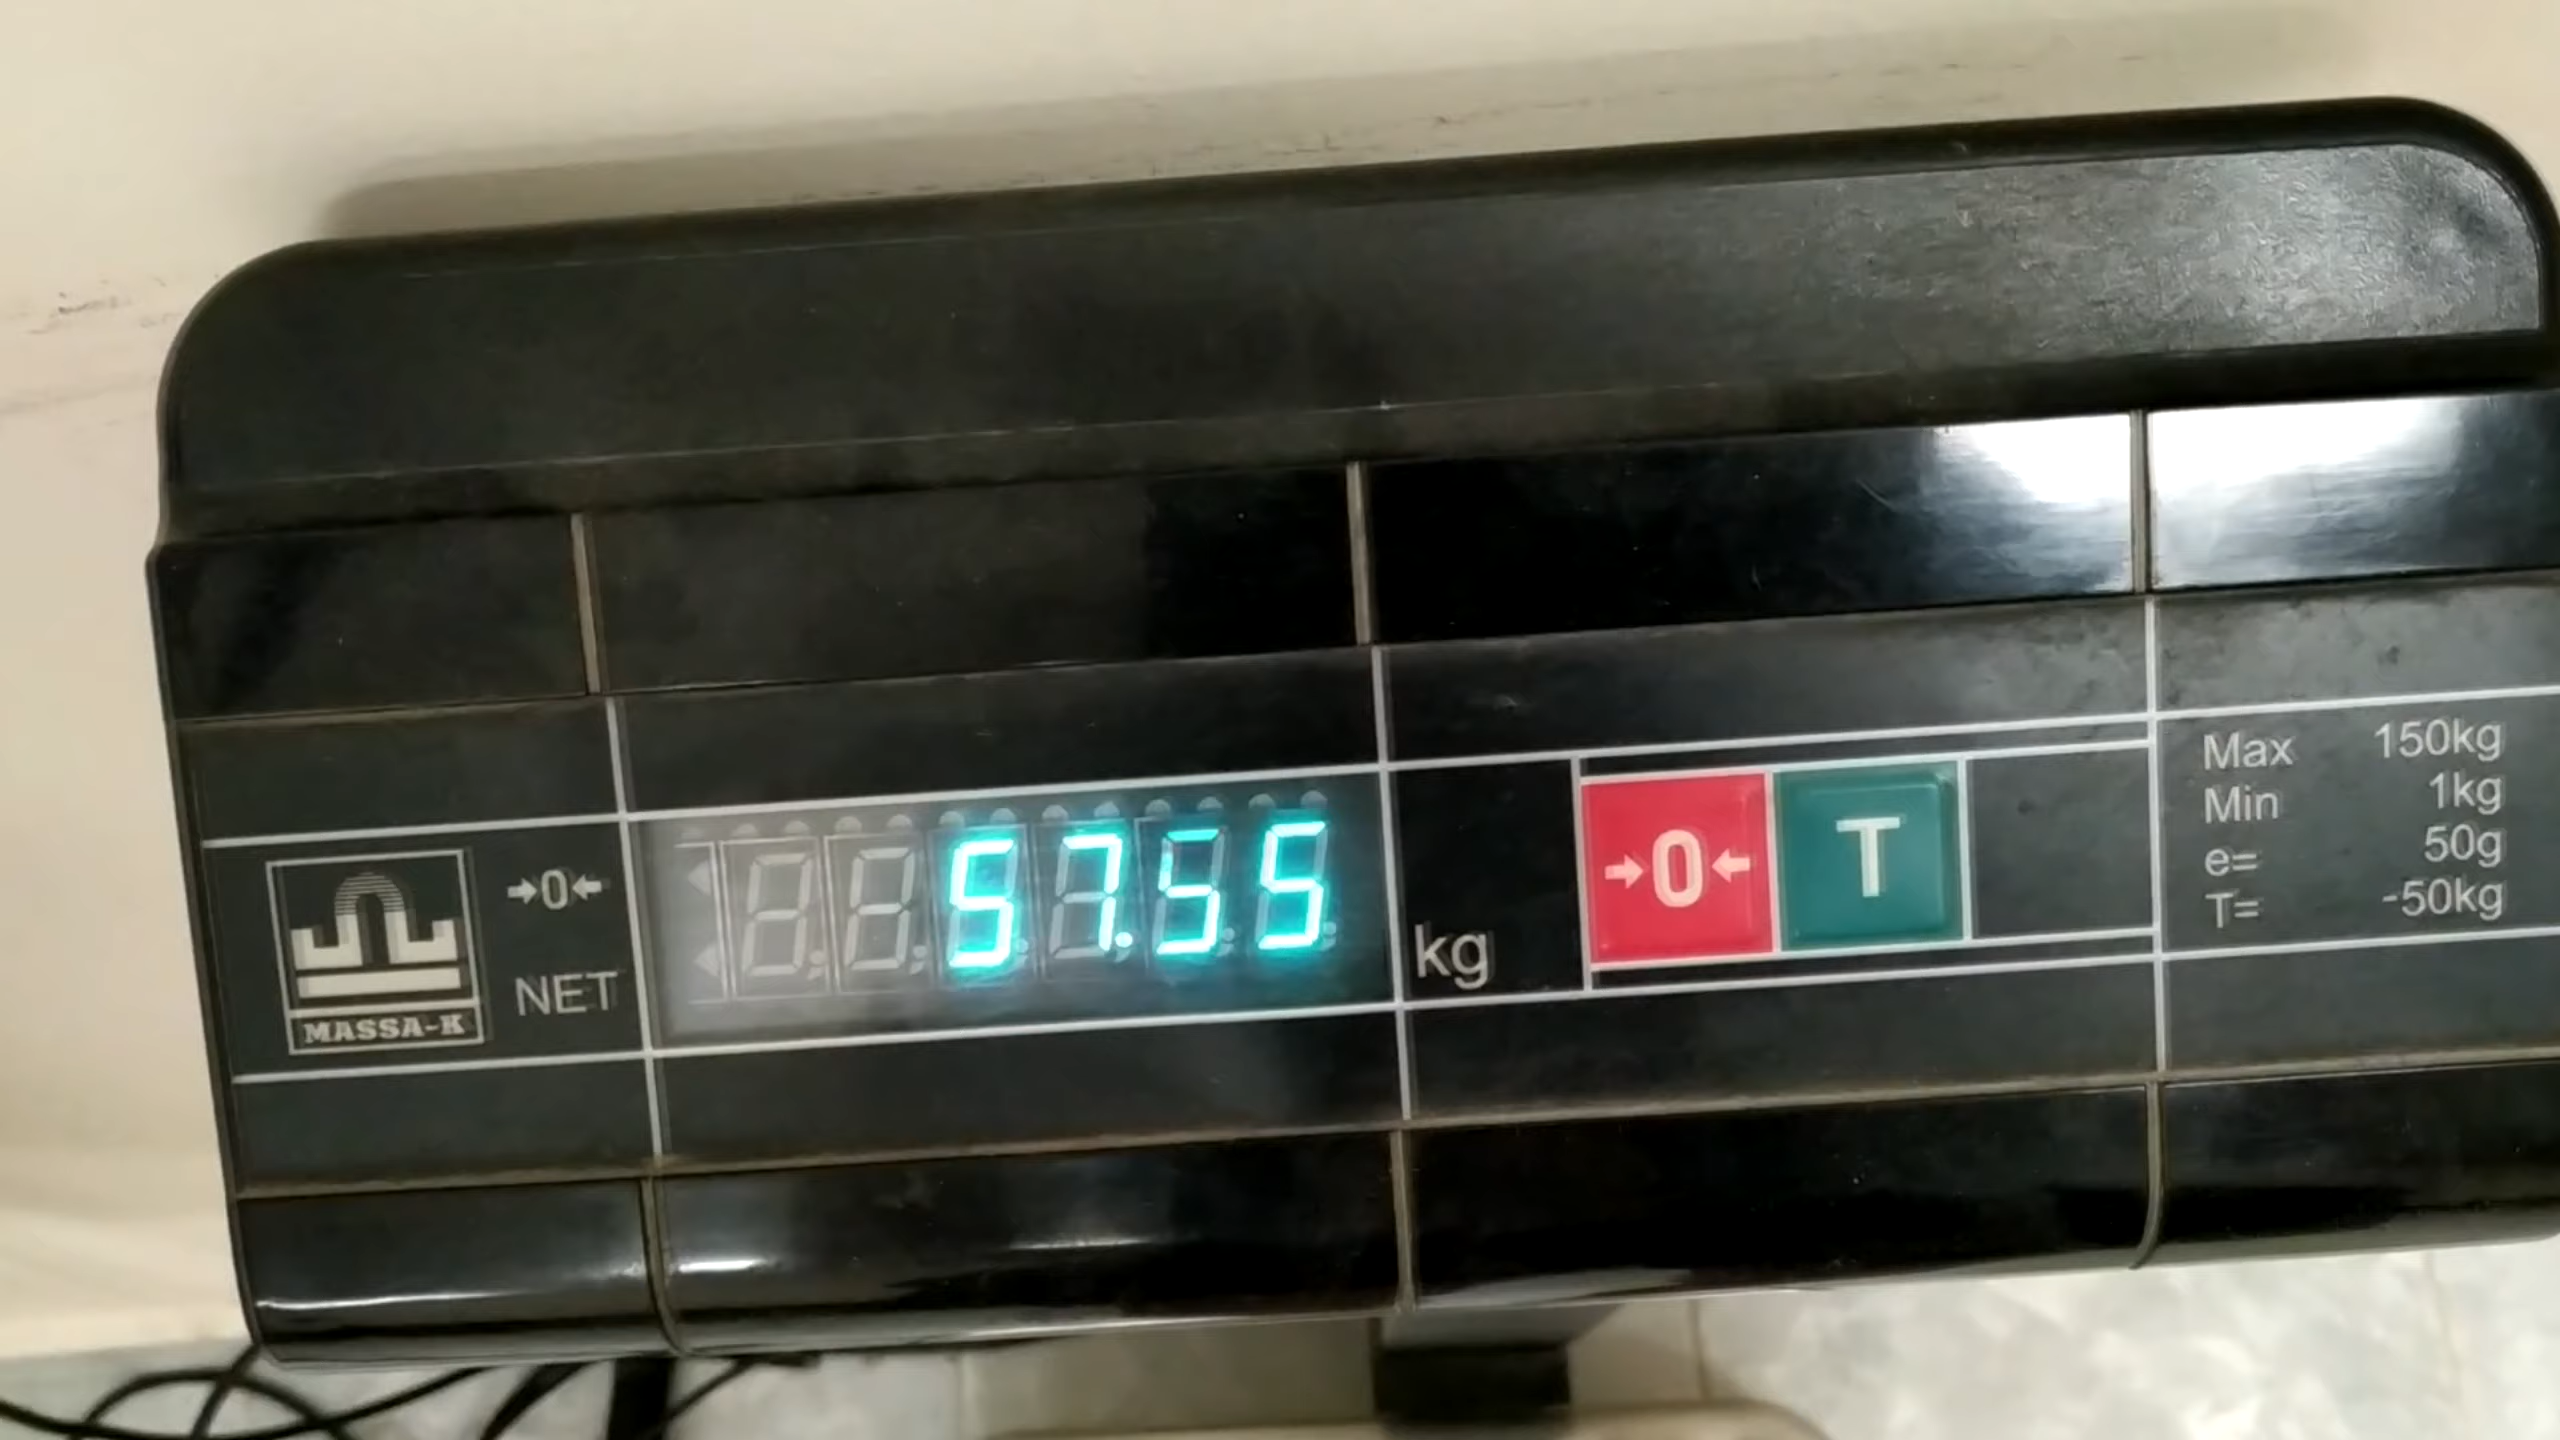 →0←
NET
MASSA-K
57.55
kg
→0←
T
Max 150kg
Min 1kg
e= 50g
T= -50kg